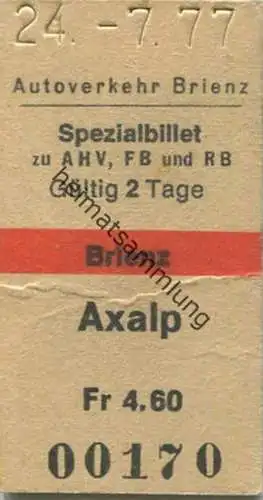 24. -7. 77
Autoverkehr Brienz
Spezialbillet
zu AHV, FB und RB
Gültig 2 Tage
Brienz
Axalp
Fr 4.60
00170
heimatsammlung